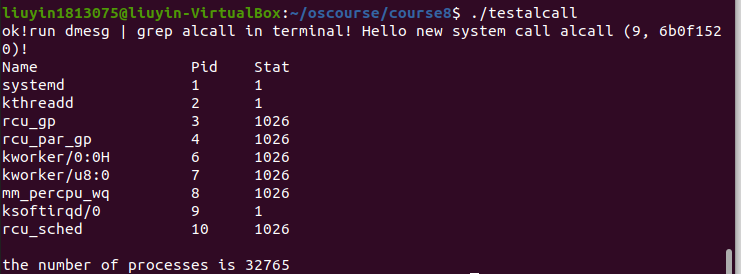 liuyin1813075@liuyin-VirtualBox:~/oscourse/course8$ ./testalcall
ok!run dmesg | grep alcall in terminal! Hello new system call alcall (9, 6b0f152
0)!
Name Pid Stat
systemd 1 1
kthreadd 2 1
rcu_gp 3 1026
rcu_par_gp 4 1026
kworker/0:0H 6 1026
kworker/u8:0 7 1026
mm_percpu_wq 8 1026
ksoftirqd/0 9 1
rcu_sched 10 1026
the number of processes is 32765